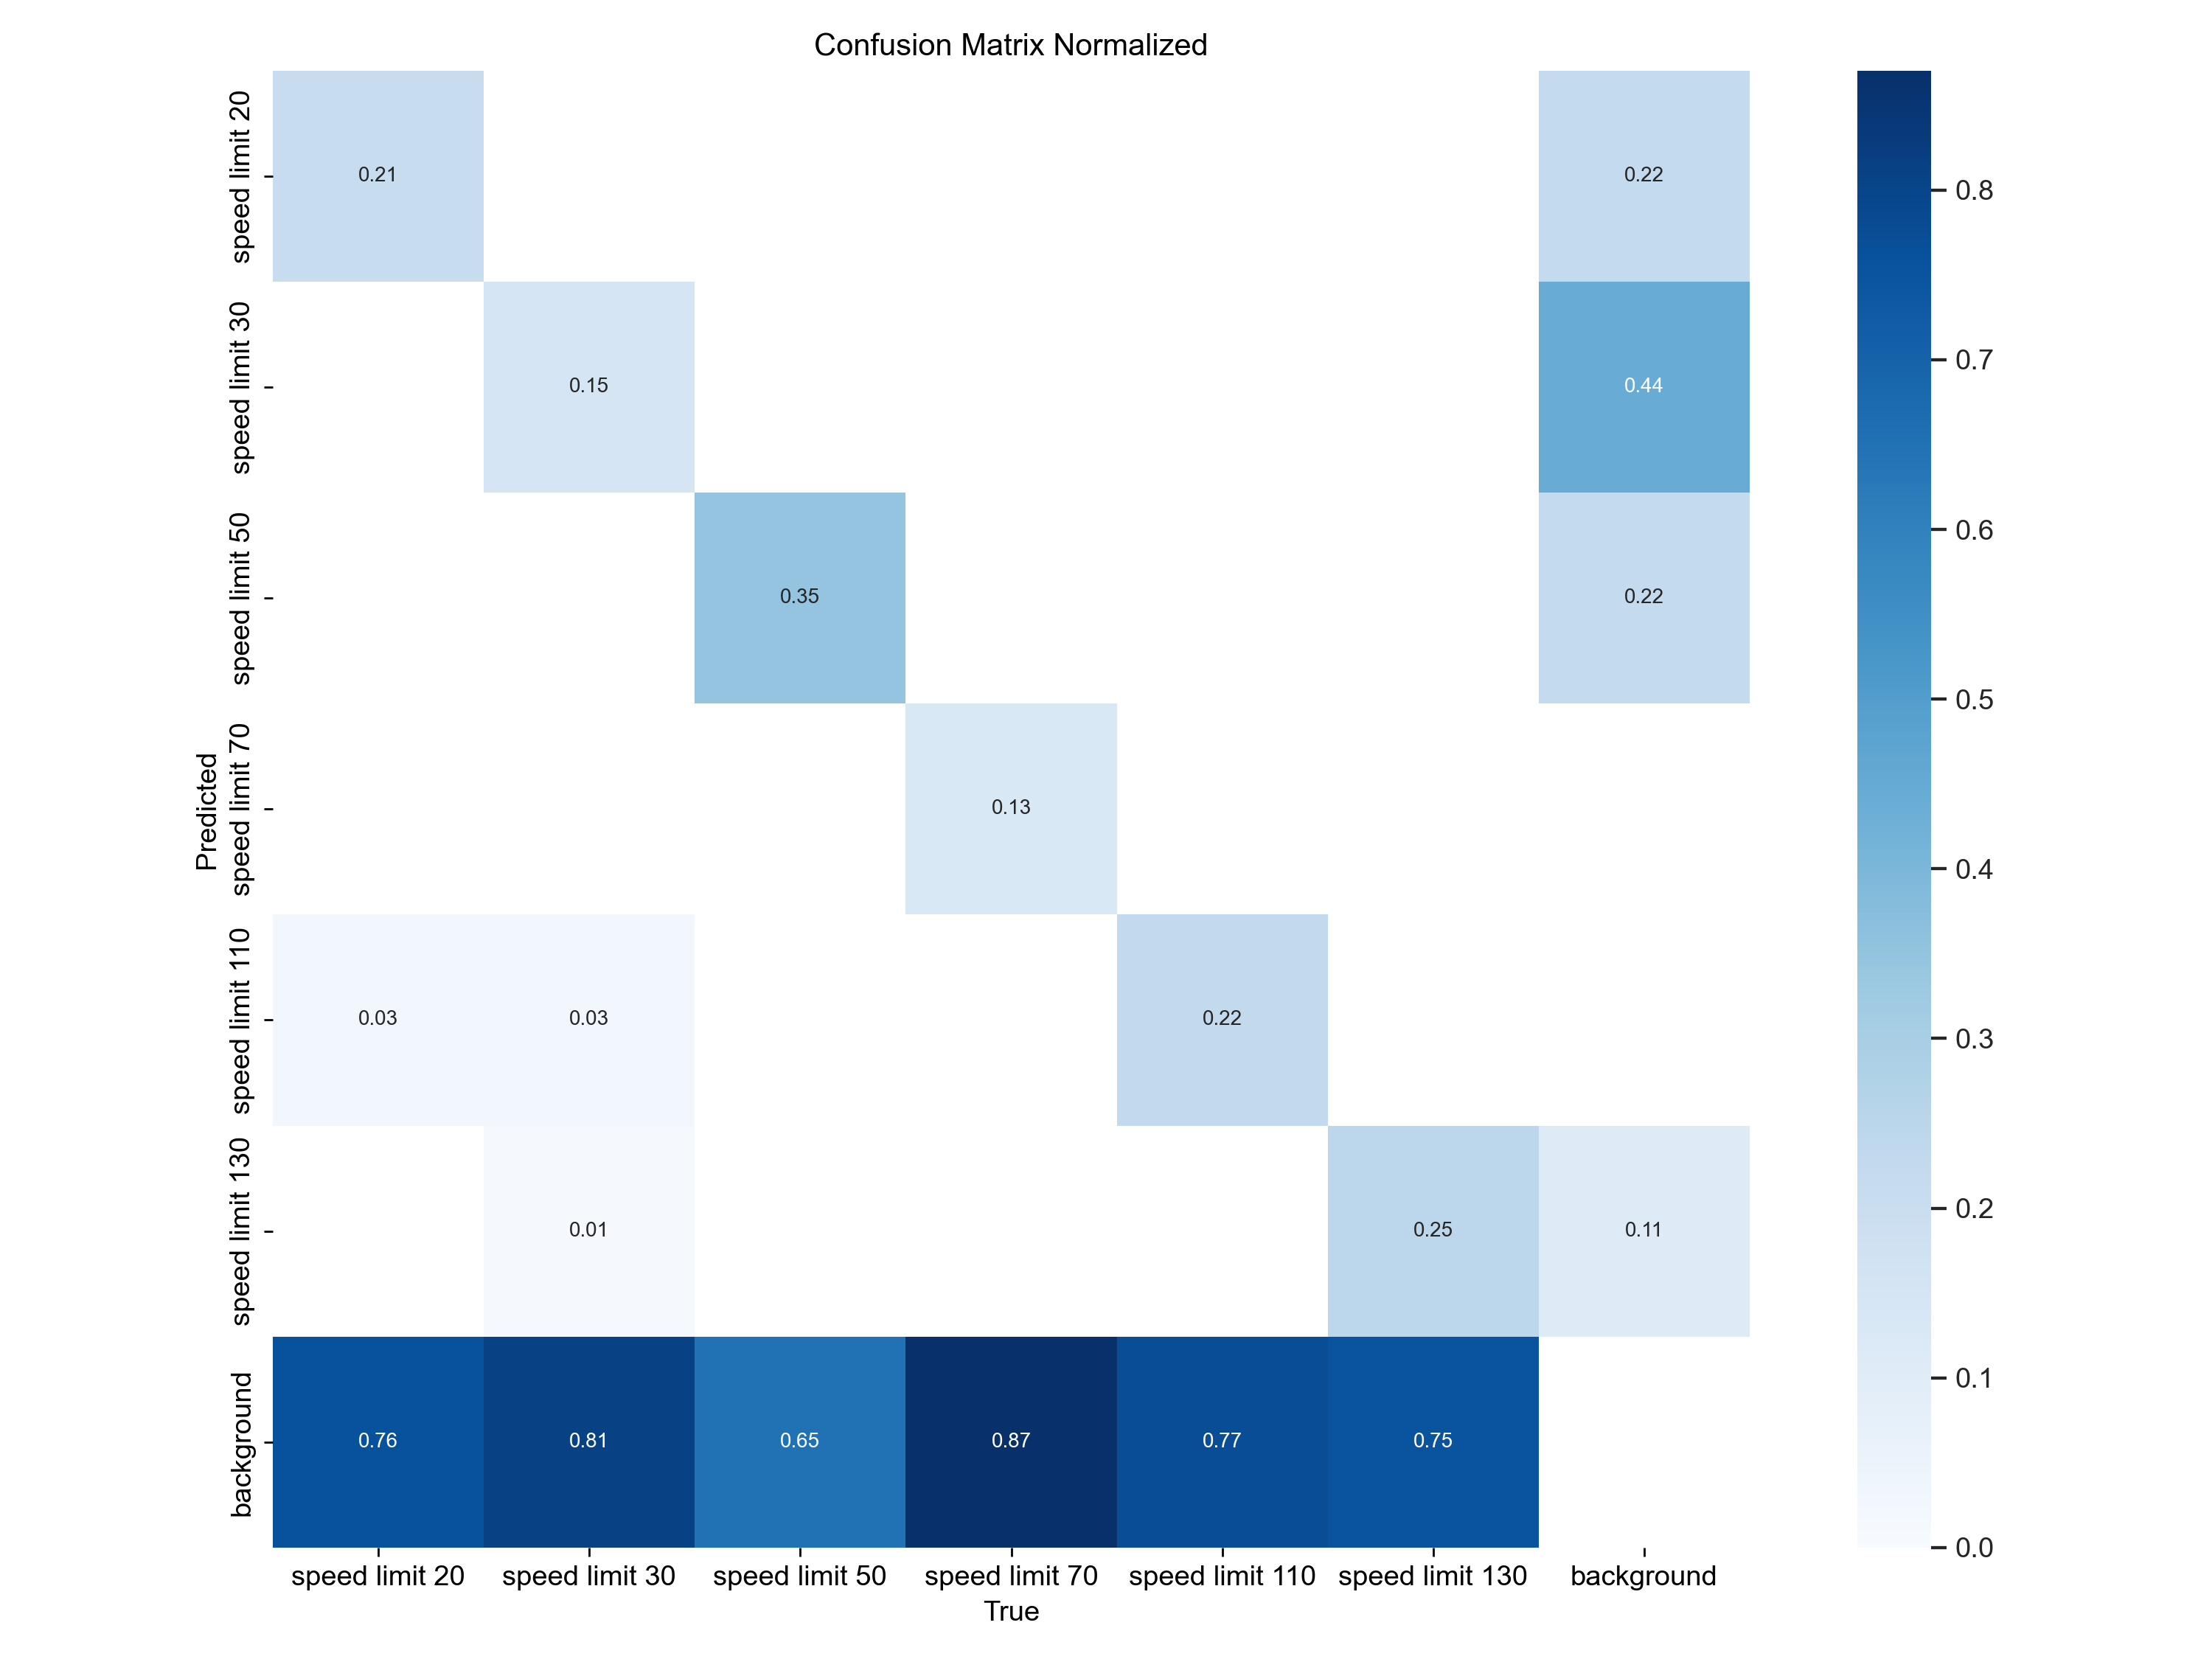 Confusion Matrix Normalized
speed limit 20
0.21
0.22
speed limit 30
0.15
0.44
speed limit 50
0.35
0.22
speed limit 70
0.13
speed limit 110
0.03
0.03
0.22
speed limit 130
0.01
0.25
0.11
background
0.76
0.81
0.65
0.87
0.77
0.75
Predicted
speed limit 20
speed limit 30
speed limit 50
speed limit 70
speed limit 110
speed limit 130
background
True
0.8
0.7
0.6
0.5
0.4
0.3
0.2
0.1
0.0